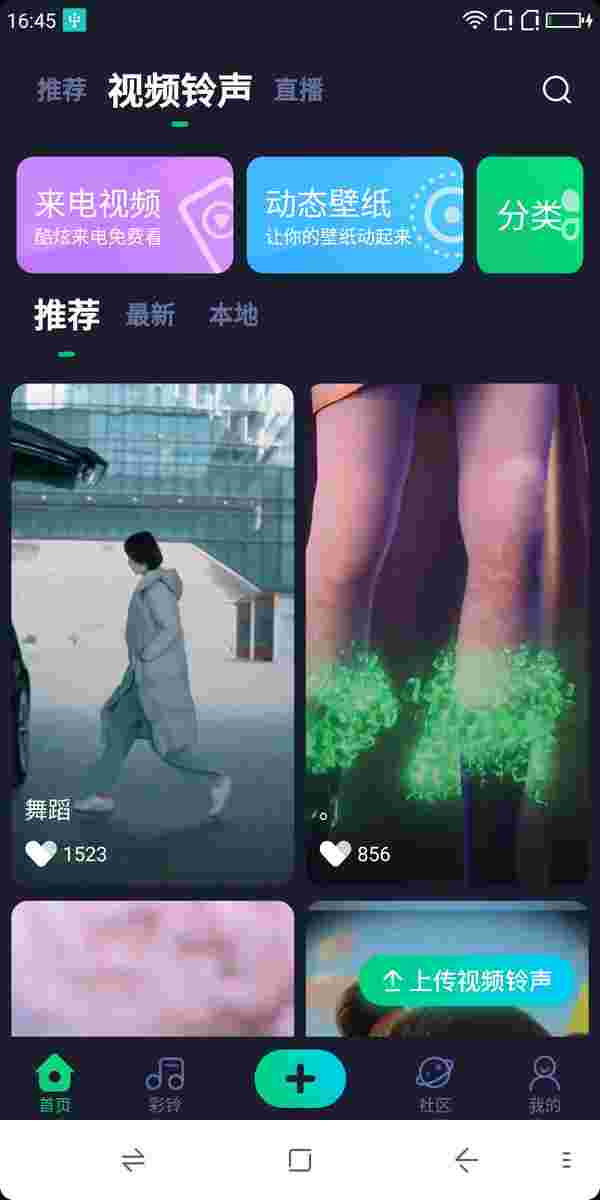 16:45
推荐 视频铃声 直播
来电视频
酷炫来电免费看
动态壁纸
让你的壁纸动起来
分类
推荐 最新 本地
舞蹈
1523
。
856
上传视频铃声
首页 彩铃 社区 我的